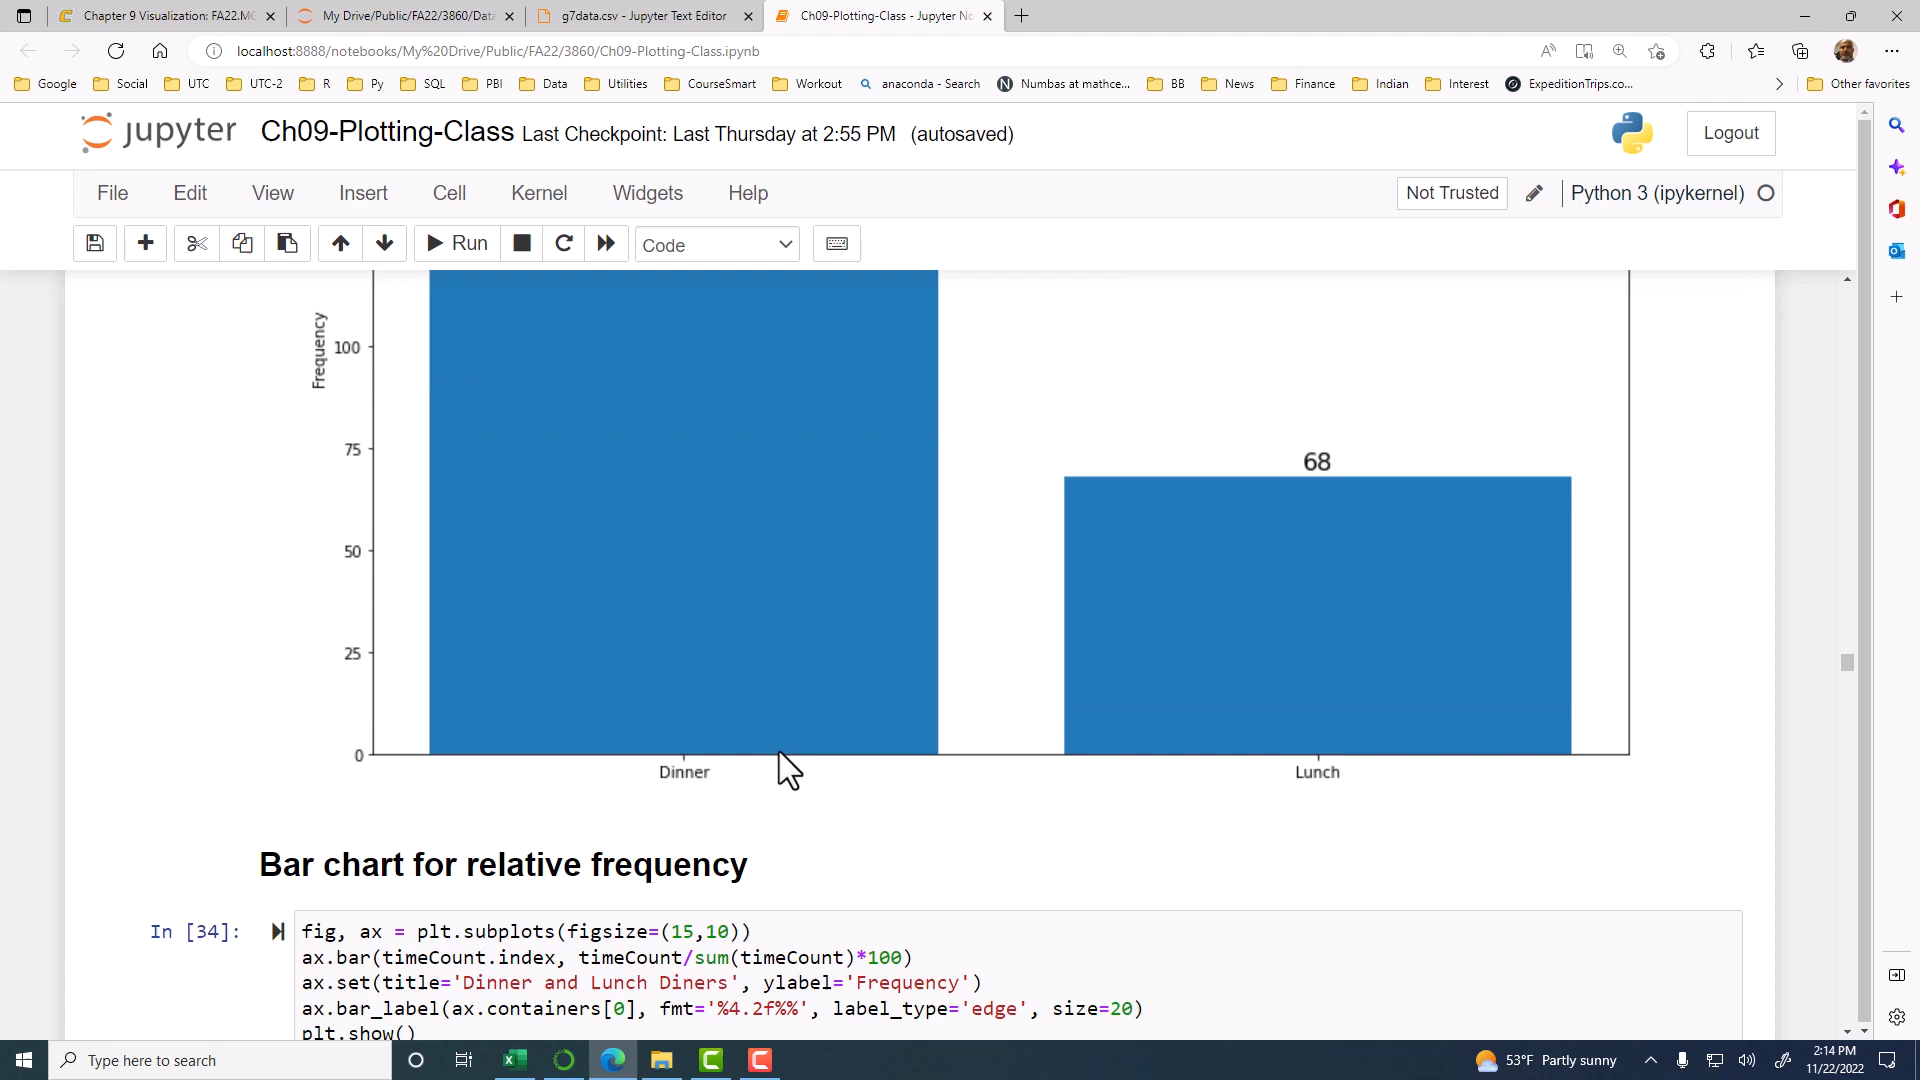 Chapter 9 Visualization: FA22.MG
My Drive/Public/FA22/3860/Data
g7data.csv - Jupyter Text Editor
Ch09-Plotting-Class - Jupyter No
localhost:8888/notebooks/My%20Drive/Public/FA22/3860/Ch09-Plotting-Class.ipynb
Google Social UTC UTC-2 R Py SQL PBI Data Utilities CourseSmart Workout anaconda - Search Numbas at mathce... BB News Finance Indian Interest ExpeditionTrips.co... Other favorites
jupyter Ch09-Plotting-Class Last Checkpoint: Last Thursday at 2:55 PM (autosaved)
Logout
File Edit View Insert Cell Kernel Widgets Help
Not Trusted
Python 3 (ipykernel)
Run
Code
Frequency
100
75
50
25
0
68
Dinner
Lunch
Bar chart for relative frequency
In [34]:
fig, ax = plt.subplots(figsize=(15,10))
ax.bar(timeCount.index, timeCount/sum(timeCount)*100)
ax.set(title='Dinner and Lunch Diners', ylabel='Frequency')
ax.bar_label(ax.containers[0], fmt='%4.2f%%', label_type='edge', size=20)
plt.show()
Type here to search
53°F Partly sunny
2:14 PM
11/22/2022